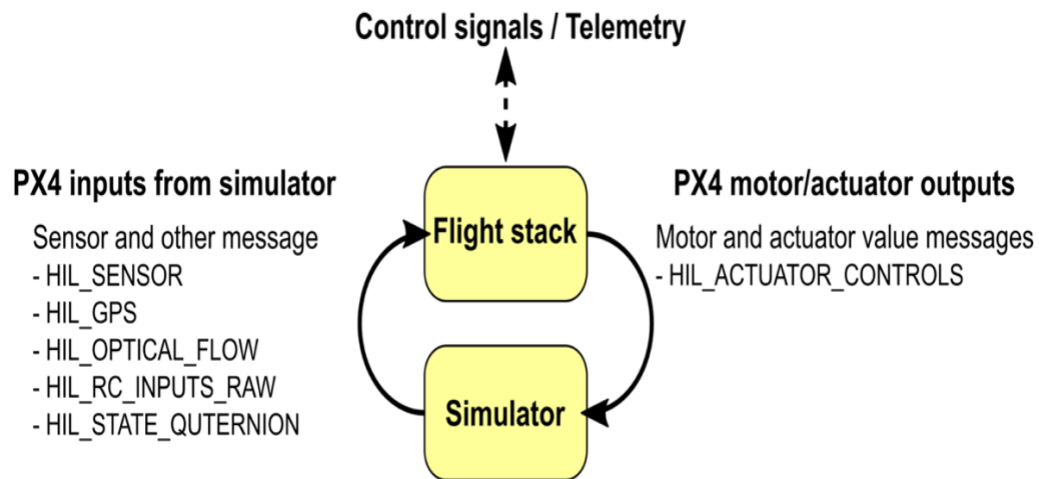 Control signals / Telemetry
PX4 inputs from simulator
Sensor and other message
- HIL_SENSOR
- HIL_GPS
- HIL_OPTICAL_FLOW
- HIL_RC_INPUTS_RAW
- HIL_STATE_QUTERNION
Flight stack
Simulator
PX4 motor/actuator outputs
Motor and actuator value messages
- HIL_ACTUATOR_CONTROLS